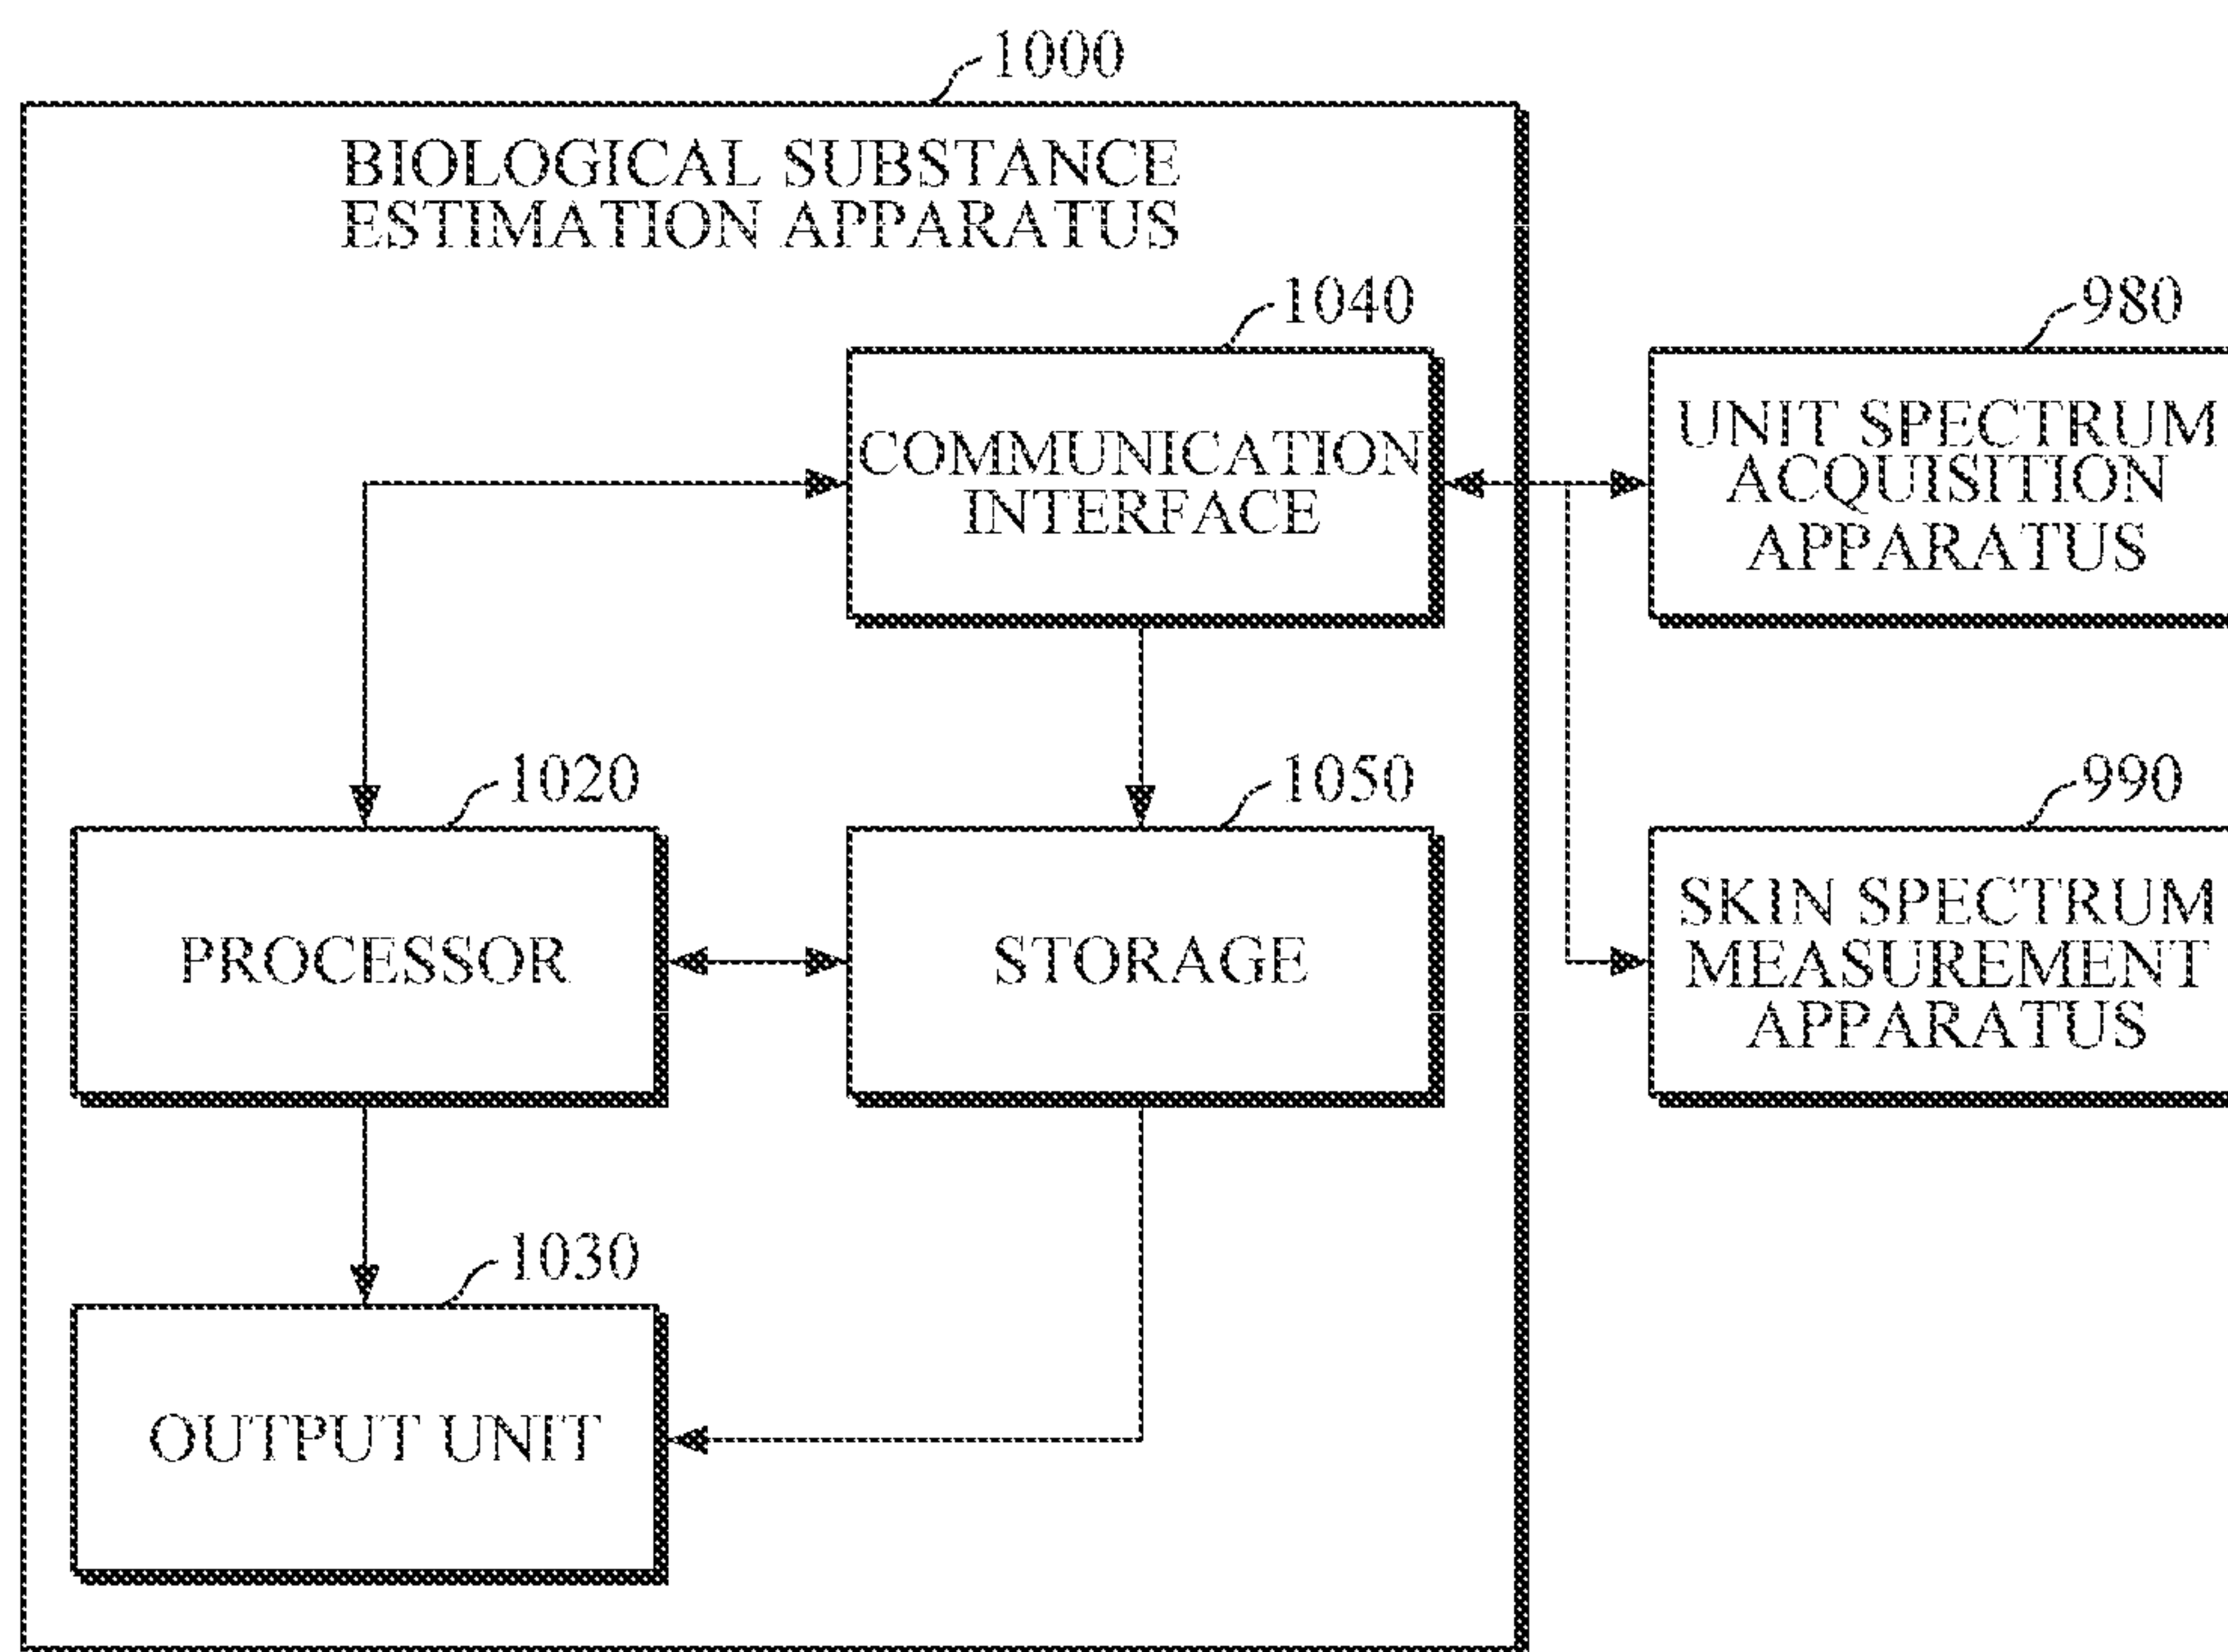 1000
BIOLOGICAL SUBSTANCE
ESTIMATION APPARATUS
1040
COMMUNICATION
INTERFACE
980
UNIT SPECTRUM
ACQUISITION
APPARATUS
1020
PROCESSOR
1050
STORAGE
990
SKIN SPECTRUM
MEASUREMENT
APPARATUS
1030
OUTPUT UNIT